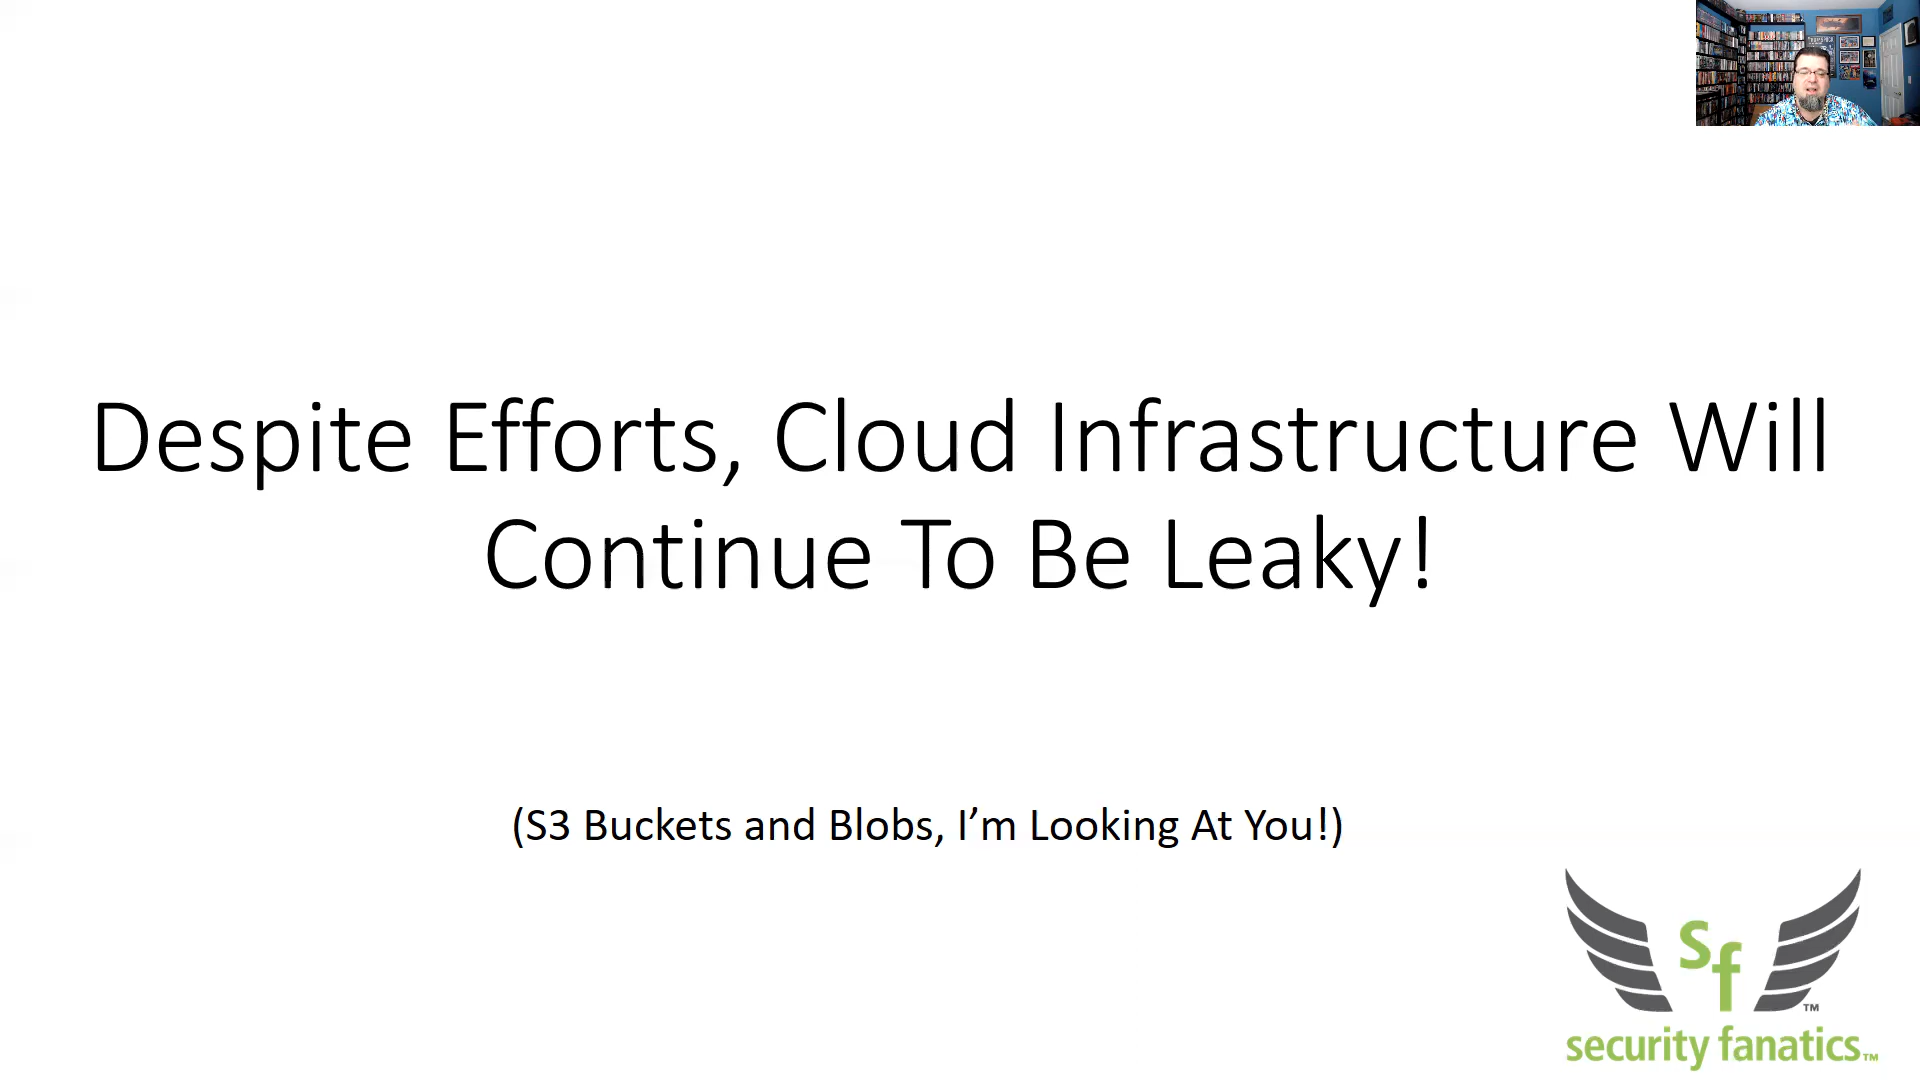 Despite Efforts, Cloud Infrastructure Will
Continue To Be Leaky!
(S3 Buckets and Blobs, I’m Looking At You!)
sf
TM
security fanatics TM